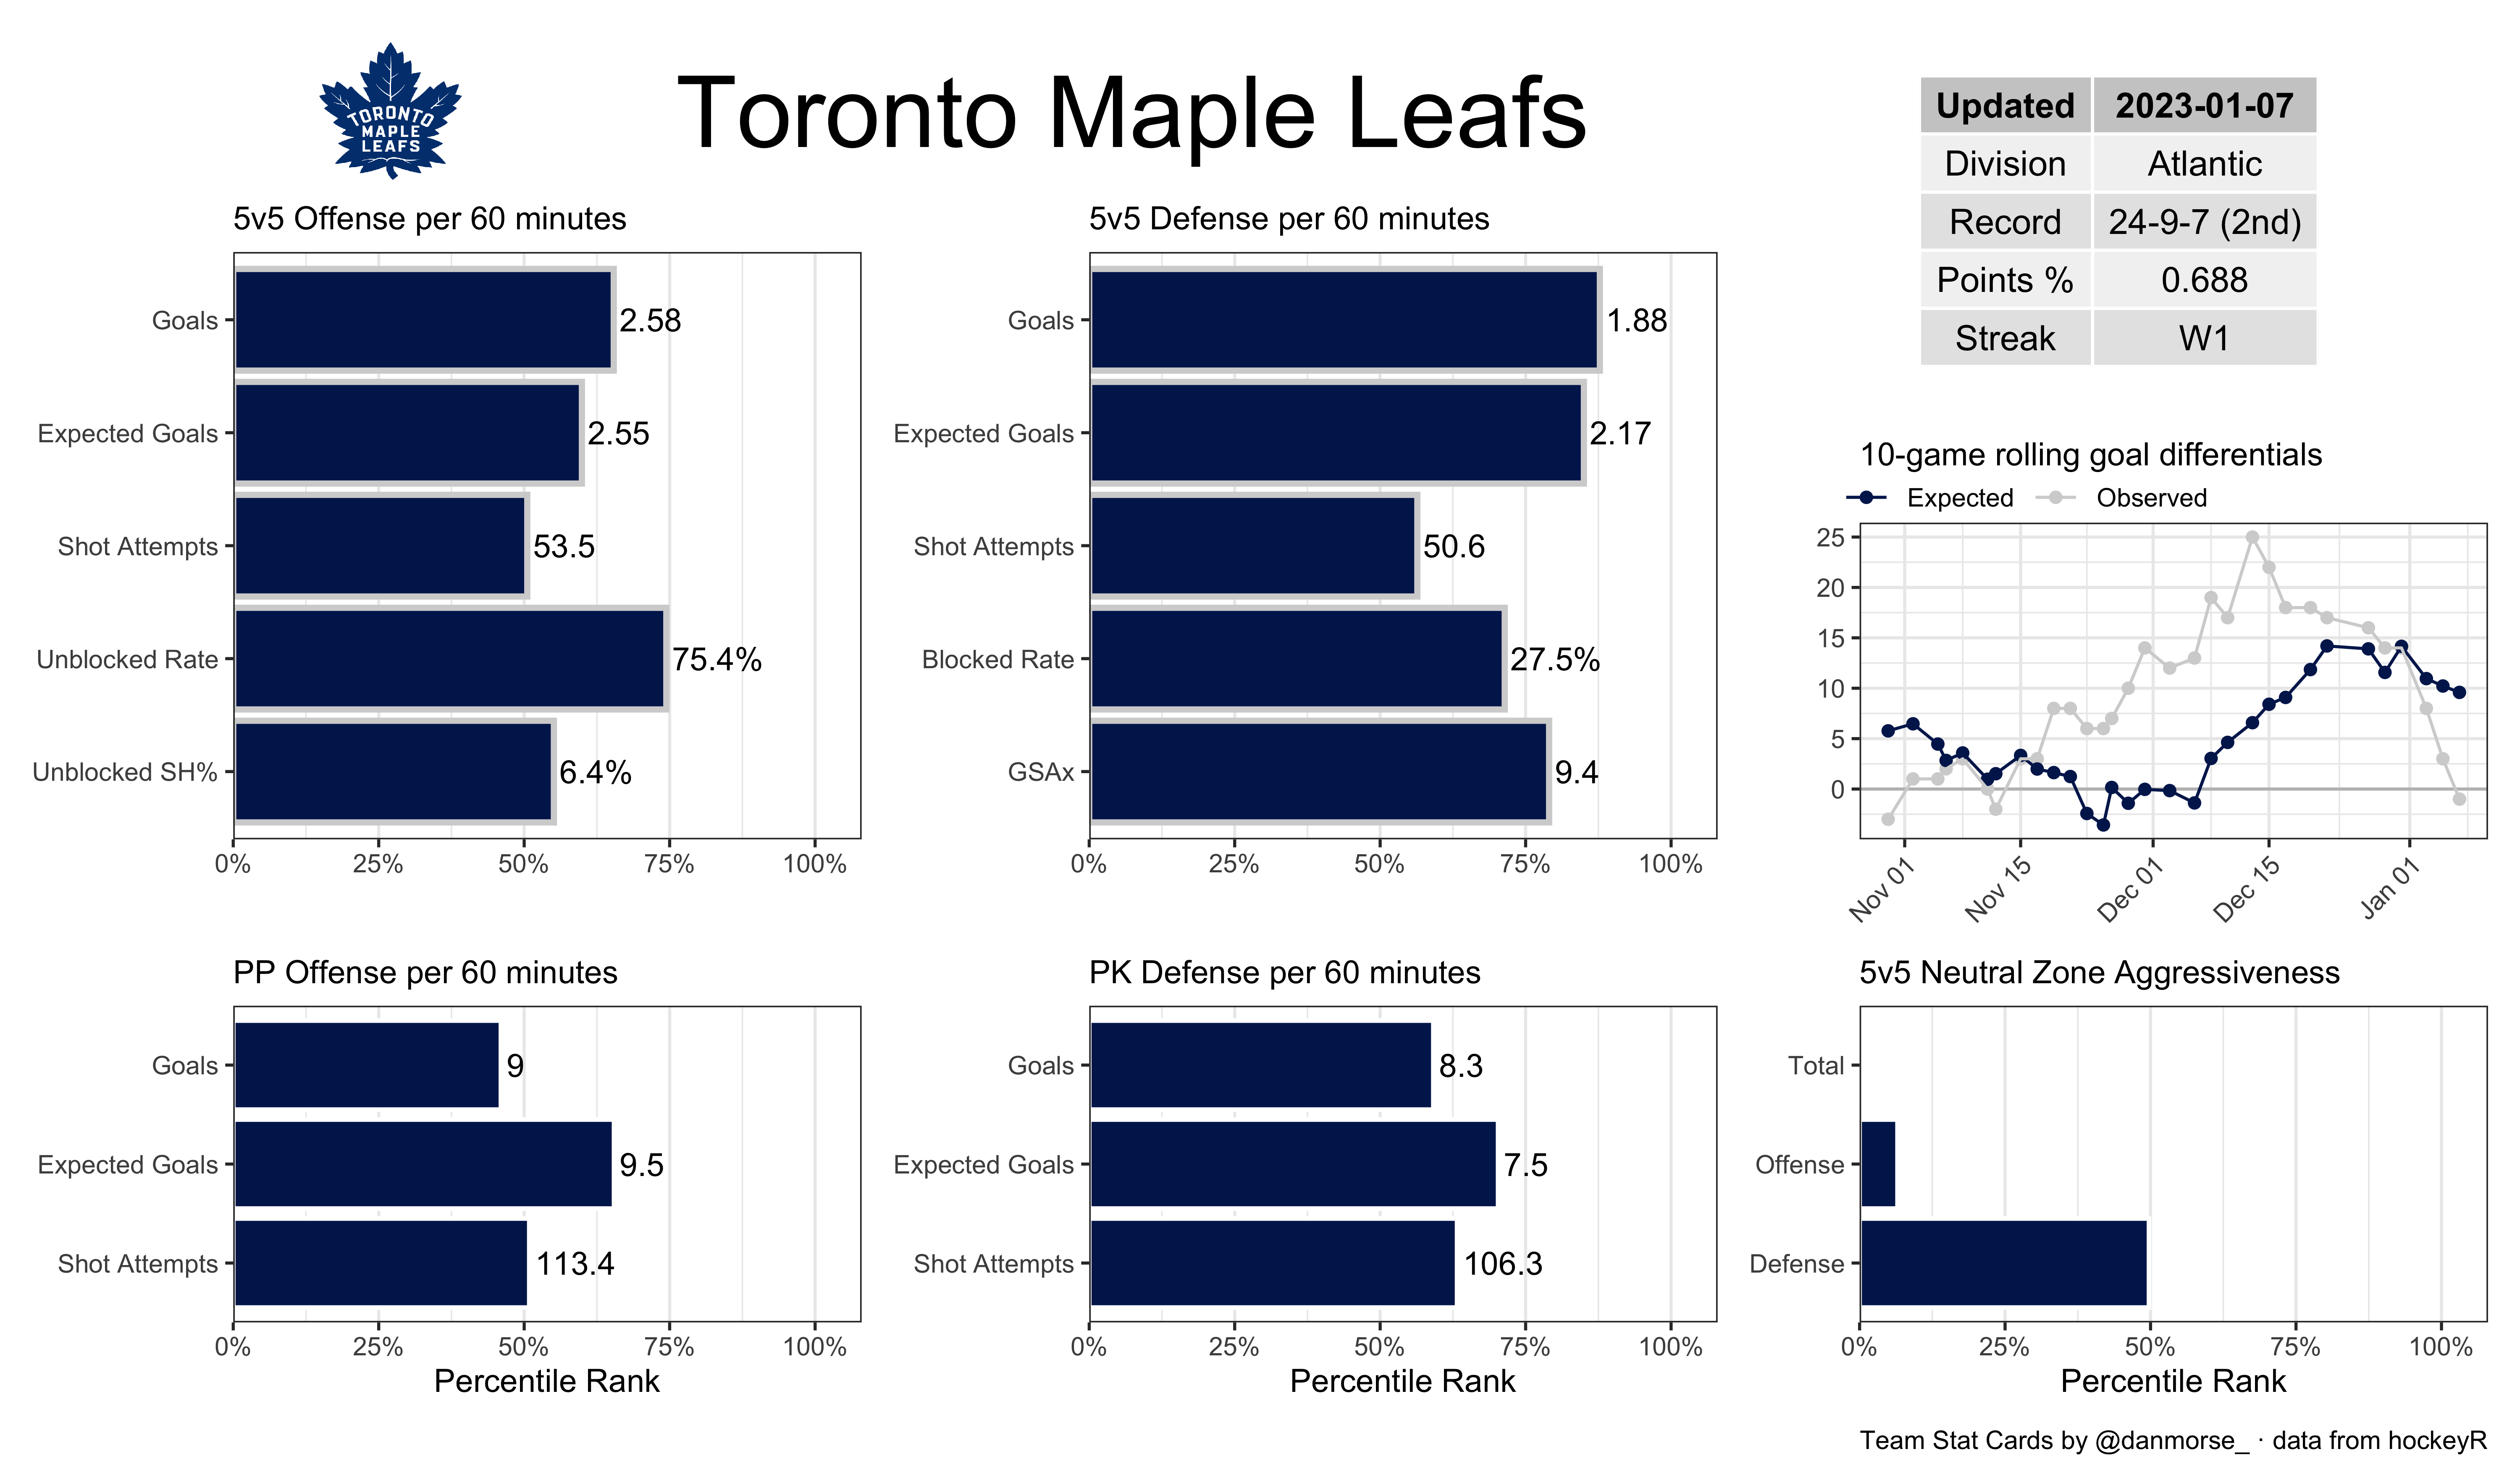 TORONTO
MAPLE
LEAFS
Toronto Maple Leafs
Updated 2023-01-07
Division Atlantic
Record 24-9-7 (2nd)
Points % 0.688
Streak W1
5v5 Offense per 60 minutes
Goals 2.58
Expected Goals 2.55
Shot Attempts 53.5
Unblocked Rate 75.4%
Unblocked SH% 6.4%
0% 25% 50% 75% 100%
5v5 Defense per 60 minutes
Goals 1.88
Expected Goals 2.17
Shot Attempts 50.6
Blocked Rate 27.5%
GSAx 9.4
0% 25% 50% 75% 100%
10-game rolling goal differentials
Expected Observed
25
20
15
10
5
0
Nov 01 Nov 15 Dec 01 Dec 15 Jan 01
PP Offense per 60 minutes
Goals 9
Expected Goals 9.5
Shot Attempts 113.4
0% 25% 50% 75% 100%
Percentile Rank
PK Defense per 60 minutes
Goals 8.3
Expected Goals 7.5
Shot Attempts 106.3
0% 25% 50% 75% 100%
Percentile Rank
5v5 Neutral Zone Aggressiveness
Total
Offense
Defense
0% 25% 50% 75% 100%
Percentile Rank
Team Stat Cards by @danmorse_ · data from hockeyR